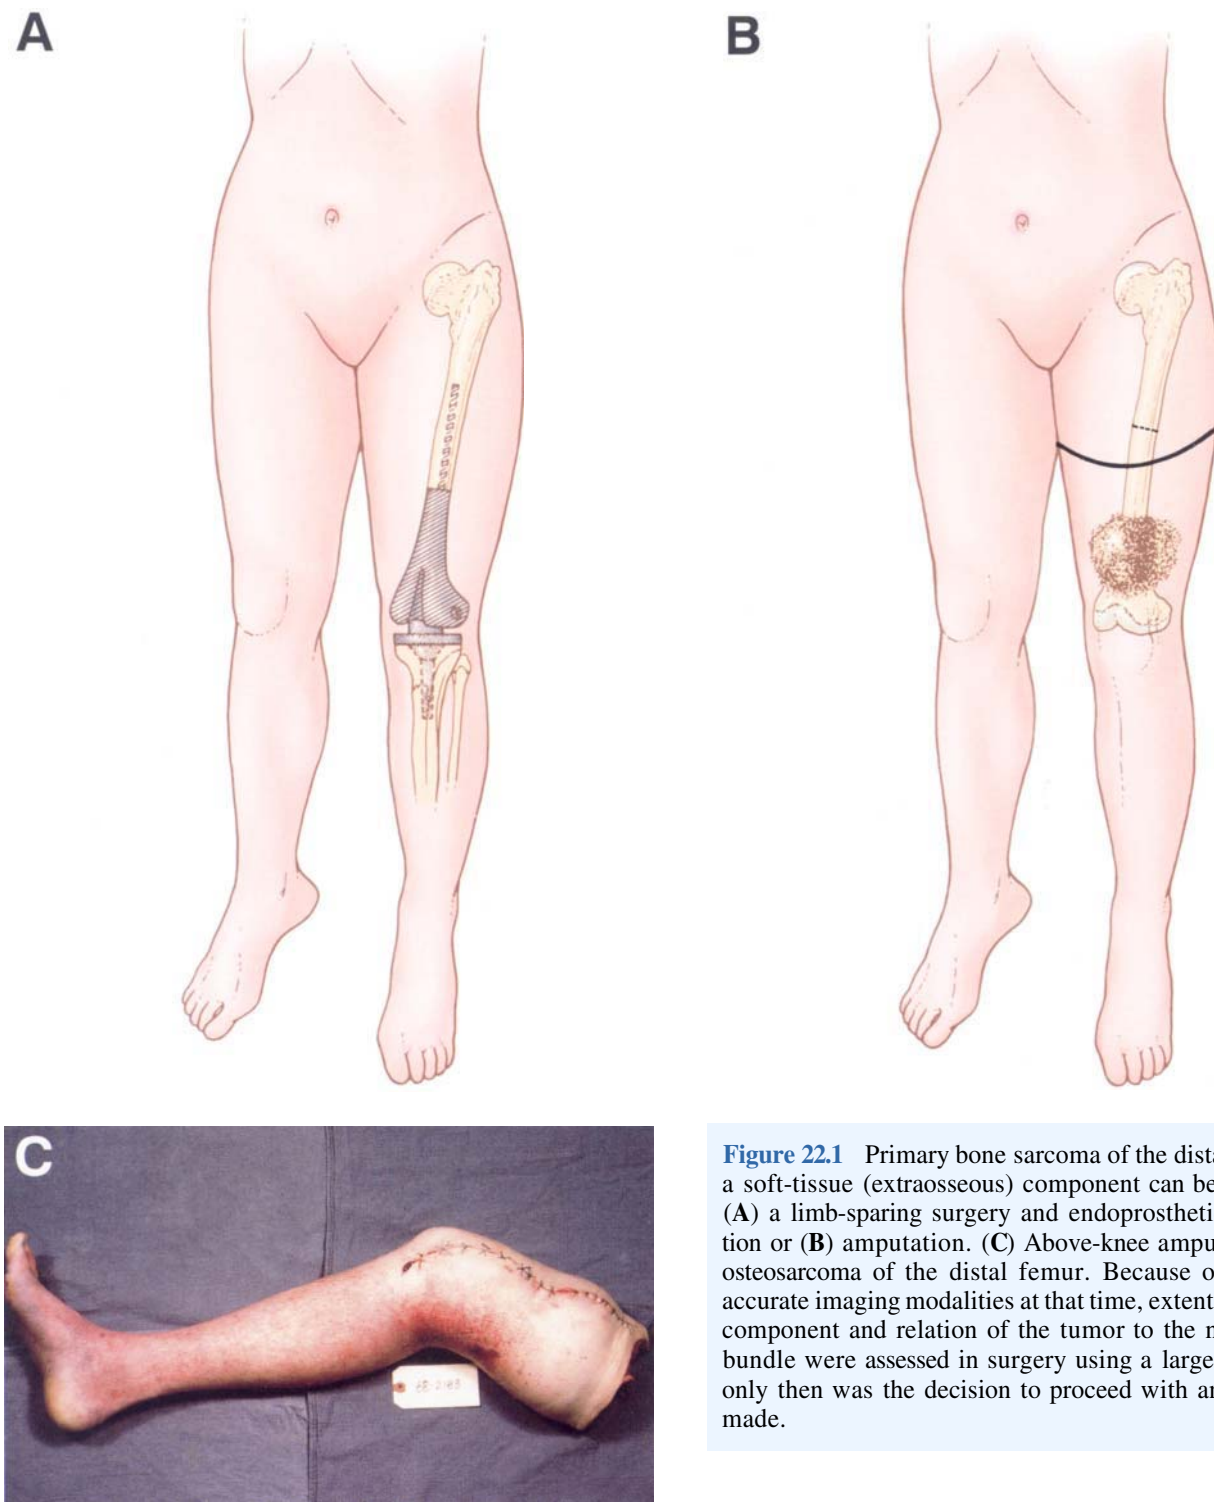 A
B
C
Figure 22.1 Primary bone sarcoma of the dist
a soft-tissue (extraosseous) component can be
(A) a limb-sparing surgery and endoprostheti
tion or (B) amputation. (C) Above-knee ampu
osteosarcoma of the distal femur. Because o
accurate imaging modalities at that time, extent
component and relation of the tumor to the
bundle were assessed in surgery using a large
only then was the decision to proceed with
made.